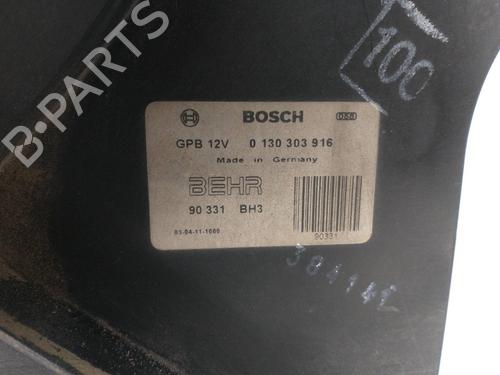 B-PARTS
100
BOSCH
GPB 12V 0 130 303 916
Made in Germany
BEHR
90 331 BH3
90331